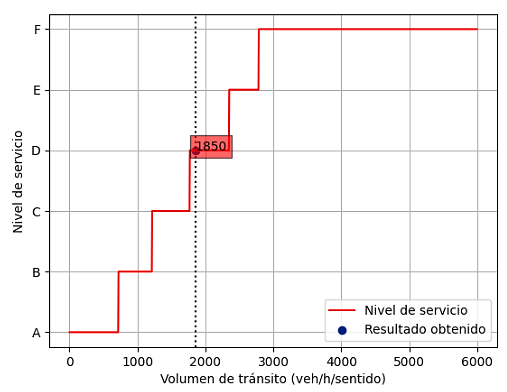 F
E
D
C
B
A
Nivel de servicio
1850
Nivel de servicio
Resultado obtenido
0 1000 2000 3000 4000 5000 6000
Volumen de tránsito (veh/h/sentido)